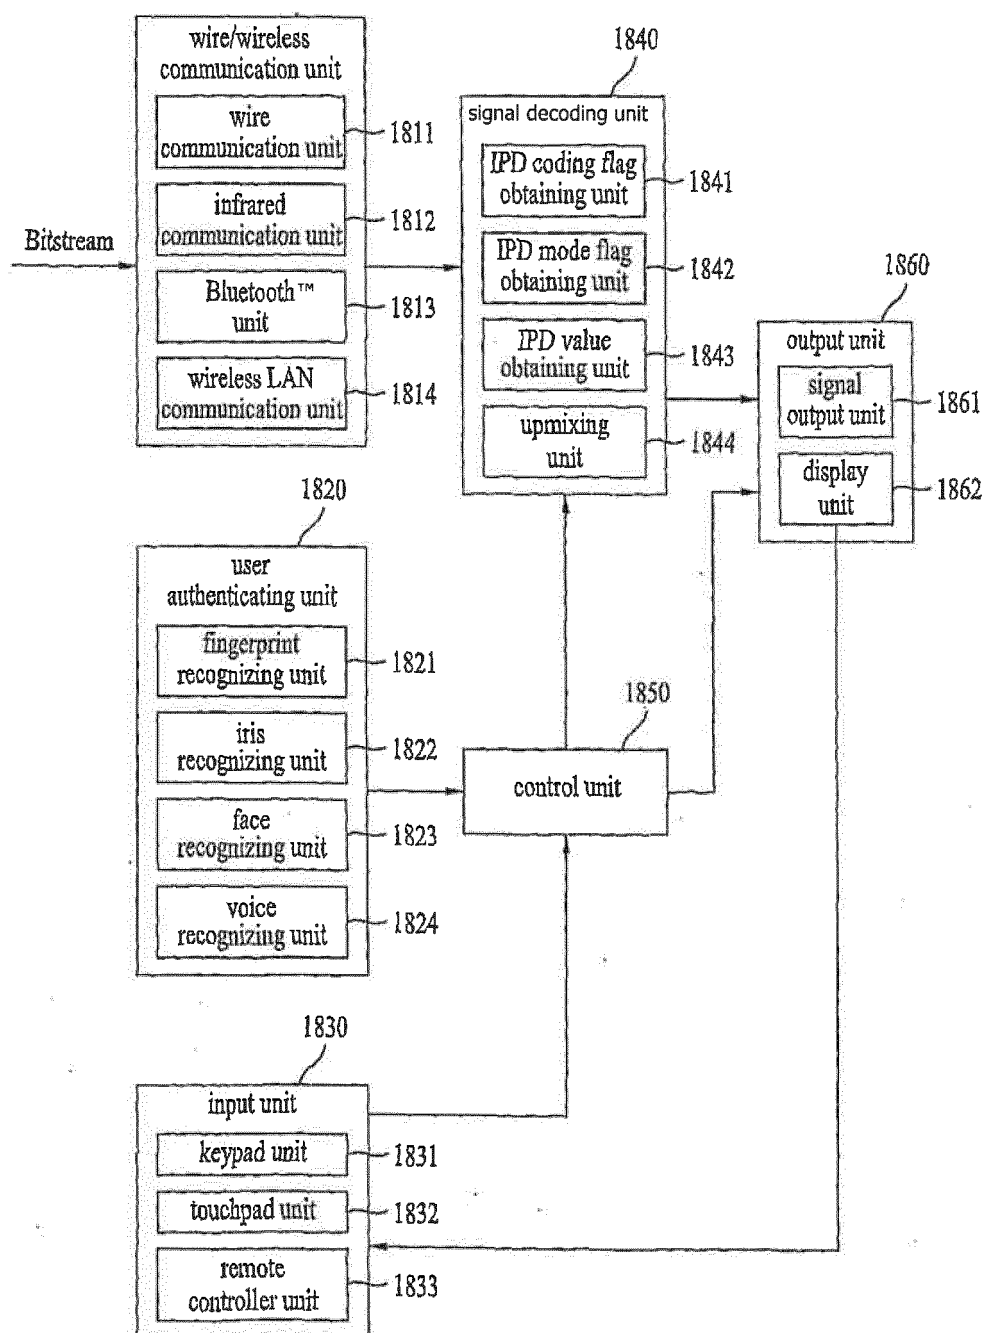 wire/wireless
communication unit
wire
communication unit
1811
infrared
communication unit
1812
Bitstream
Bluetooth™
unit
1813
wireless LAN
communication unit
1814
1840
signal decoding unit
IPD coding flag
obtaining unit
1841
IPD mode flag
obtaining unit
1842
IPD value
obtaining unit
1843
upmixing
unit
1844
1860
output unit
signal
output unit
1861
display
unit
1862
1820
user
authenticating unit
fingerprint
recognizing unit
1821
iris
recognizing unit
1822
face
recognizing unit
1823
voice
recognizing unit
1824
1850
control unit
1830
input unit
keypad unit
1831
touchpad unit
1832
remote
controller unit
1833